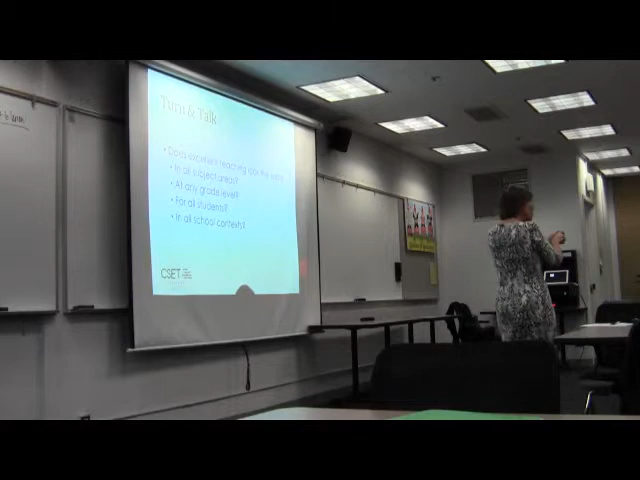 Turn & Talk
• Does excellent teaching look the same
• In all subject areas?
• At any grade level?
• For all students?
• In all school contexts?
CSET